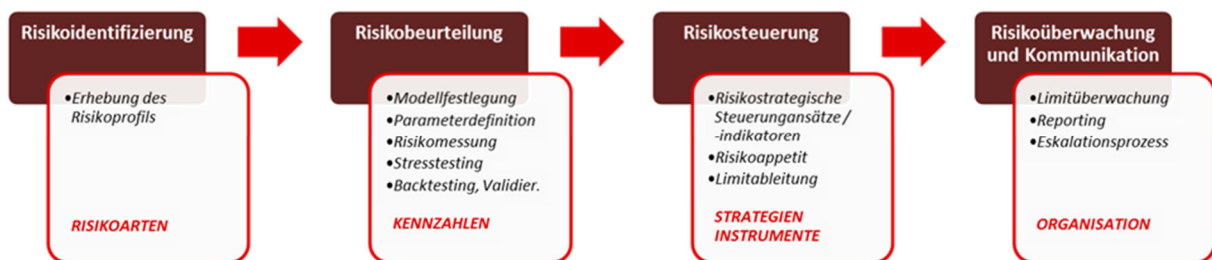 Risikoidentifizierung
•Erhebung des
Risikoprofils
RISIKOARTEN
Risikobeurteilung
•Modellfestlegung
•Parameterdefinition
•Risikomessung
•Stresstesting
•Backtesting, Validier.
KENNZAHLEN
Risikosteuerung
•Risikostrategische
Steuerungansätze /
-indikatoren
•Risikoappetit
•Limitableitung
STRATEGIEN
INSTRUMENTE
Risikoüberwachung
und Kommunikation
•Limitüberwachung
•Reporting
•Eskalationsprozess
ORGANISATION